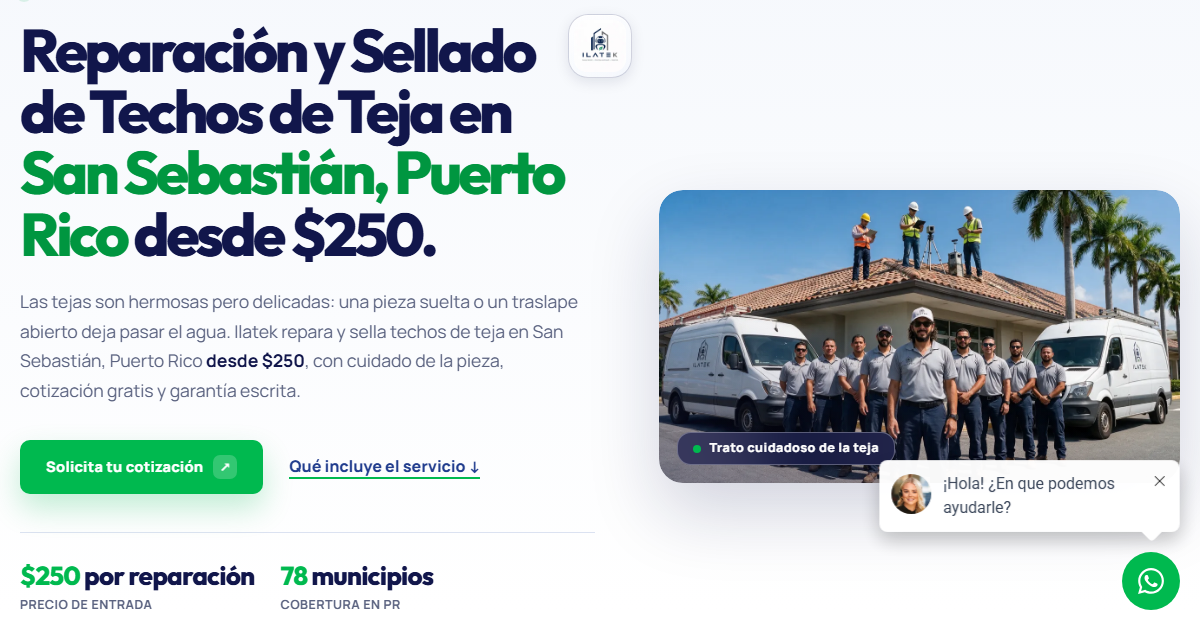 Reparación y Sellado
de Techos de Teja en
San Sebastián, Puerto
Rico desde $250.
ILATEK
Las tejas son hermosas pero delicadas: una pieza suelta o un traslape
abierto deja pasar el agua. Ilatek repara y sella techos de teja en San
Sebastián, Puerto Rico desde $250, con cuidado de la pieza,
cotización gratis y garantía escrita.
Solicita tu cotización ↗
Qué incluye el servicio ↓
$250 por reparación
PRECIO DE ENTRADA
78 municipios
COBERTURA EN PR
ILATEK
ILATEK
Trato cuidadoso de la teja
¡Hola! ¿En que podemos
ayudarle?